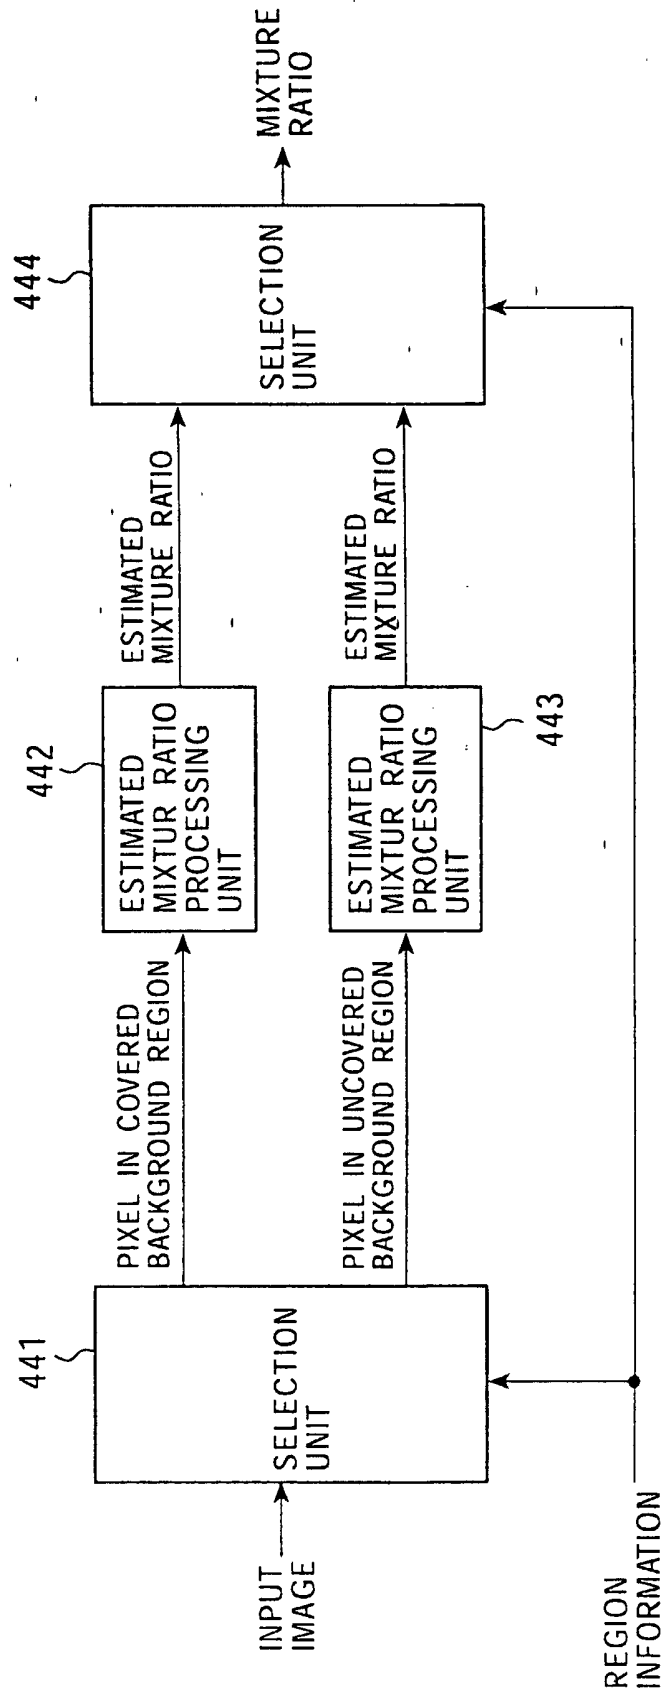 INPUT
IMAGE
441
SELECTION
UNIT
PIXEL IN COVERED
BACKGROUND REGION
PIXEL IN UNCOVERED
BACKGROUND REGION
442
ESTIMATED
MIXTUR RATIO
PROCESSING
UNIT
ESTIMATED
MIXTUR RATIO
PROCESSING
UNIT
443
ESTIMATED
MIXTURE RATIO
ESTIMATED
MIXTURE RATIO
444
SELECTION
UNIT
MIXTURE
RATIO
REGION
INFORMATION